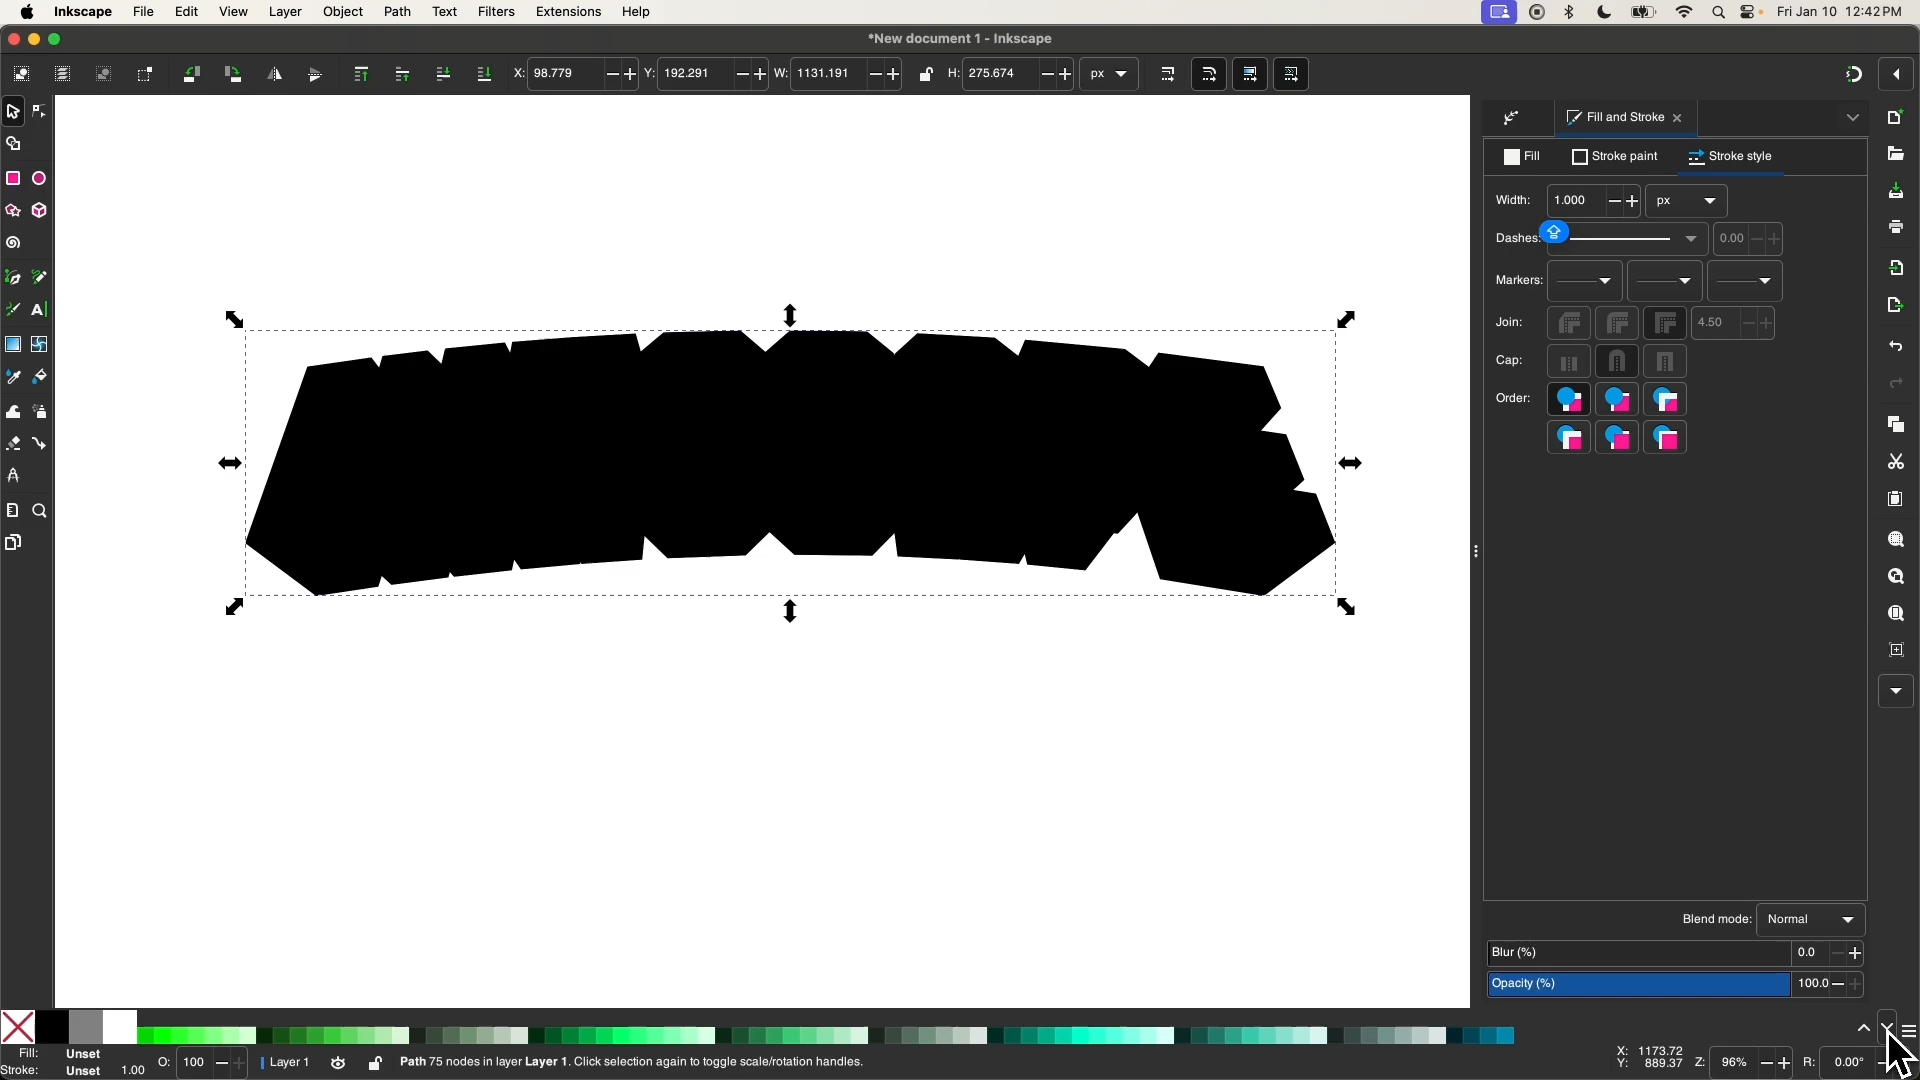 Inkscape File Edit View Layer Object Path Text Filters Extensions Help
Fri Jan 10 12:42 PM
*New document 1 - Inkscape
X: 98.779 Y: 192.291 W: 1131.191 H: 275.674 px
Fill and Stroke
Fill Stroke paint Stroke style
Width: 1.000 px
Dashes: 0.00
Markers:
Join: 4.50
Cap:
Order:
Blend mode: Normal
Blur (%) 0.0
Opacity (%) 100.0
Fill: Unset
Stroke: Unset 1.00
O: 100
Layer 1
Path 75 nodes in layer Layer 1. Click selection again to toggle scale/rotation handles.
X: 1173.72
Y: 889.37
Z: 96%
R: 0.00°